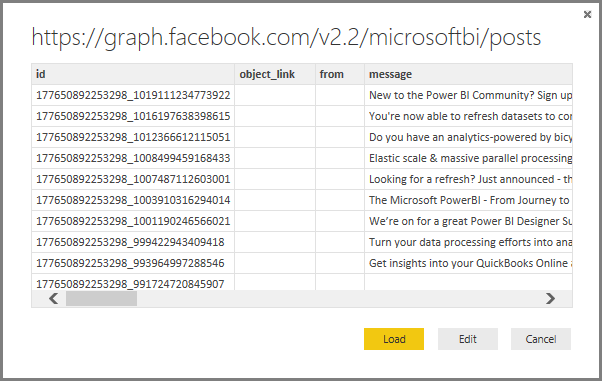 https://graph.facebook.com/v2.2/microsoftbi/posts
id object_link from message
177650892253298_1019111234773922 New to the Power BI Community? Sign up
177650892253298_1016197638398615 You're now able to refresh datasets to cor
177650892253298_1012366612115051 Do you have an analytics-powered by bicy
177650892253298_1008499459168433 Elastic scale & massive parallel processing
177650892253298_1007487112603001 Looking for a refresh? Just announced - th
177650892253298_1003910316294014 The Microsoft PowerBI - From Journey to
177650892253298_1001190246566021 We're on for a great Power BI Designer Su
177650892253298_999422943409418 Turn your data processing efforts into ana
177650892253298_993964997288546 Get insights into your QuickBooks Online a
177650892253298_991724720845907
Load Edit Cancel